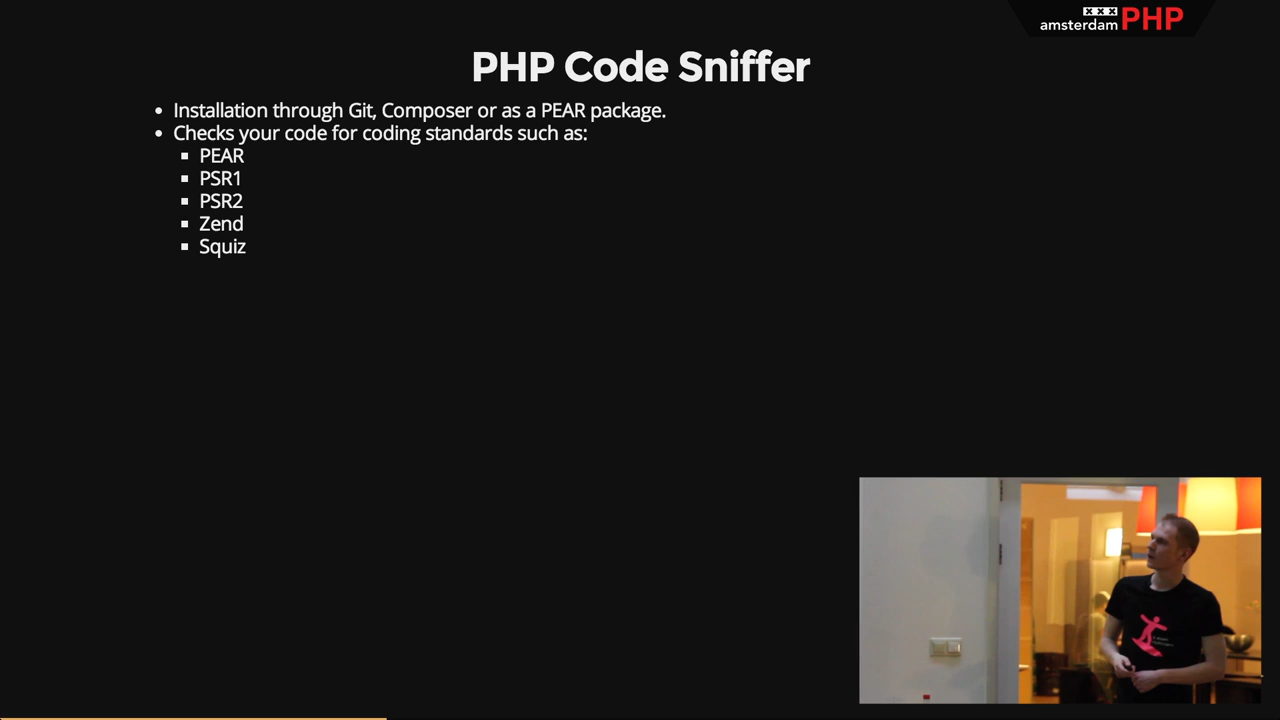 amsterdam PHP
PHP Code Sniffer
Installation through Git, Composer or as a PEAR package.
Checks your code for coding standards such as:
PEAR
PSR1
PSR2
Zend
Squiz